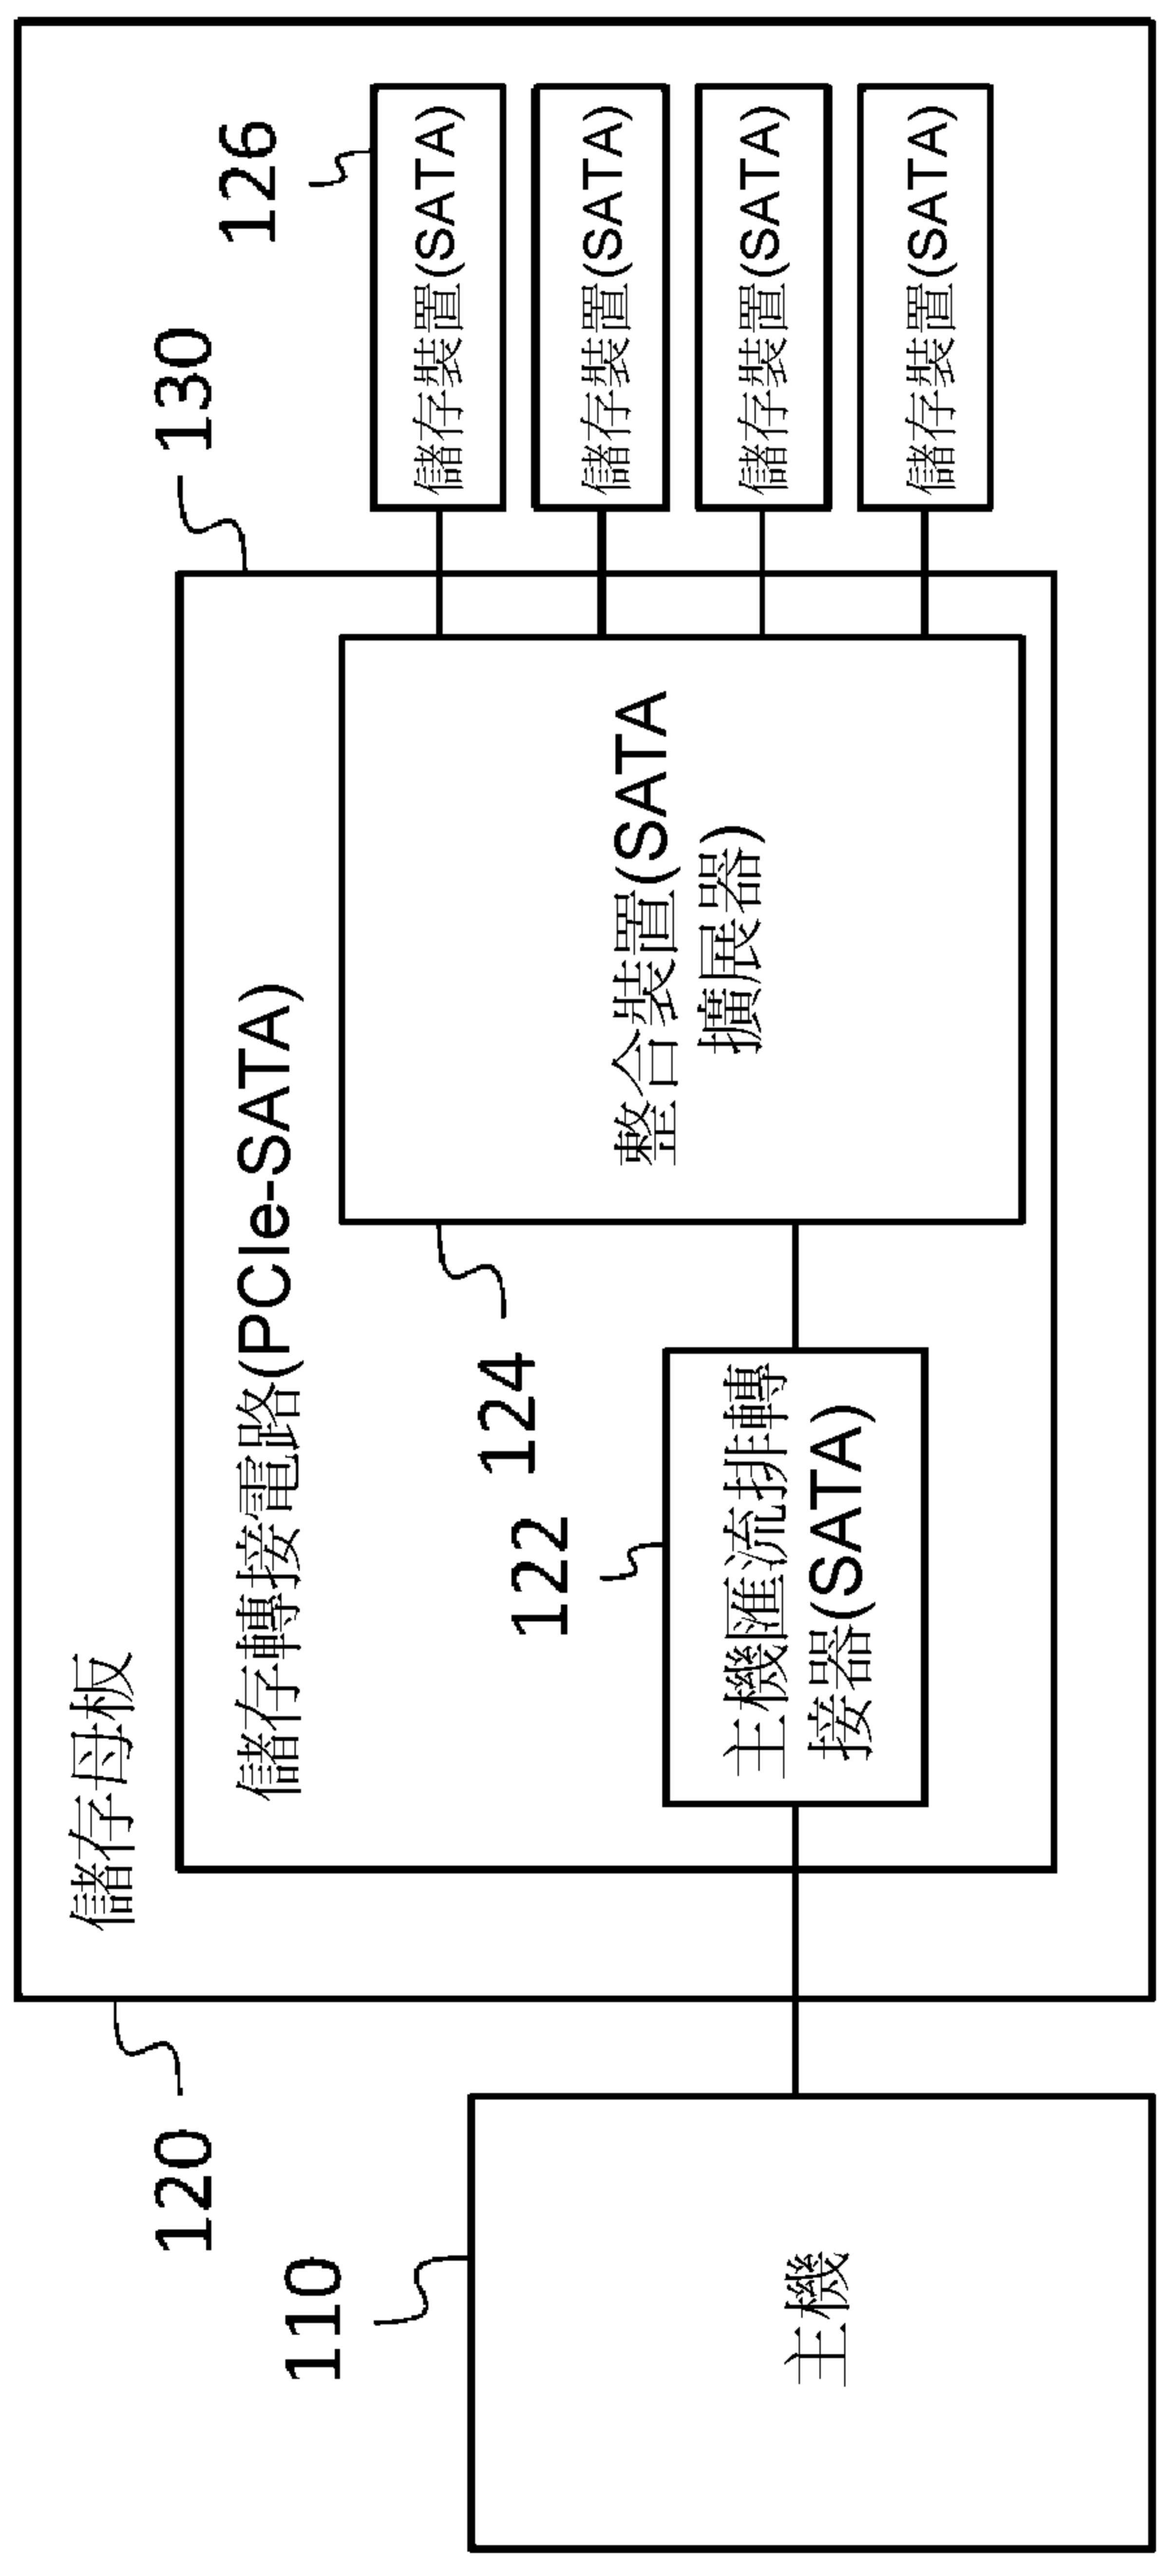 儲存母板
120
110
主機
儲存轉接電路(PCIe-SATA)
130
122
主機匯流排轉
接器(SATA)
124
整合裝置(SATA
擴展器)
126
儲存裝置(SATA)
儲存裝置(SATA)
儲存裝置(SATA)
儲存裝置(SATA)